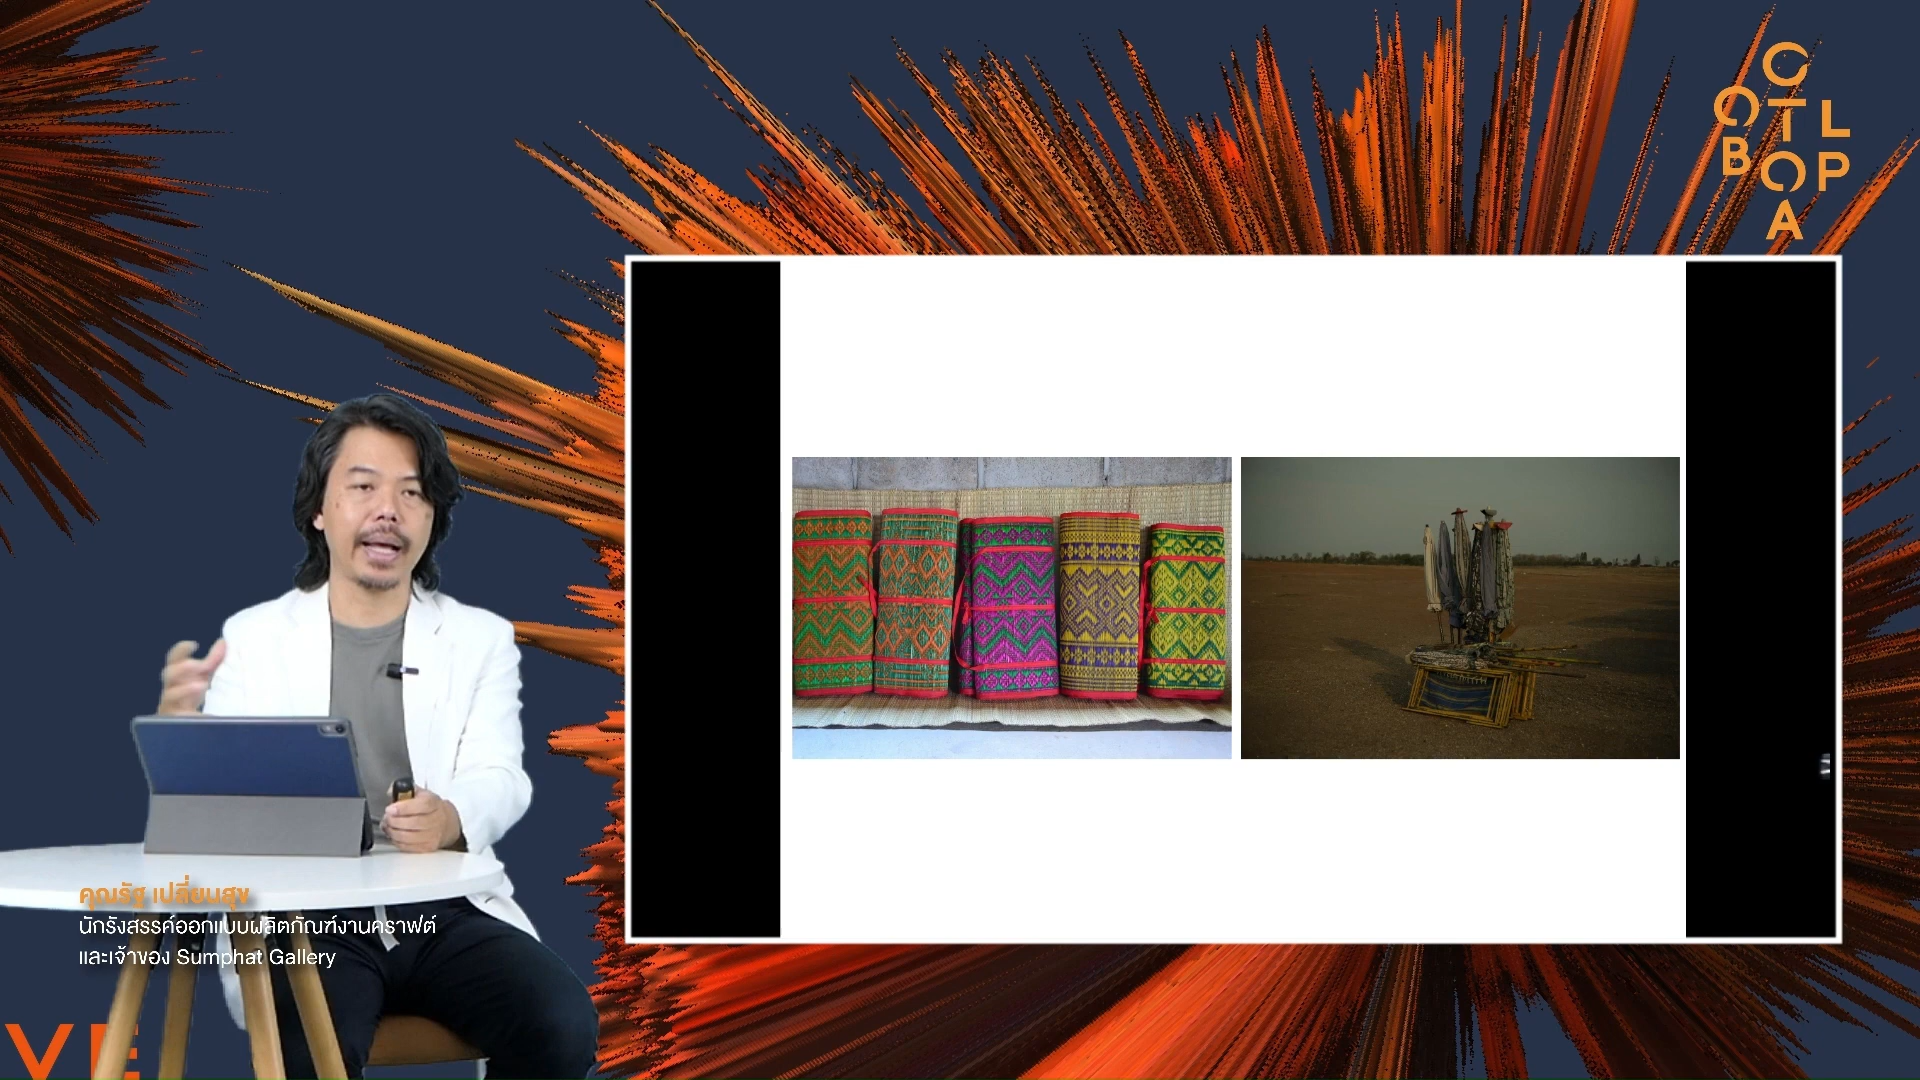 C
O T L
B O P
A
คุณรัฐ เปลี่ยนสุข
นักรังสรรค์ออกแบบผลิตภัณฑ์งานคราฟต์
และเจ้าของ Sumphat Gallery
VE